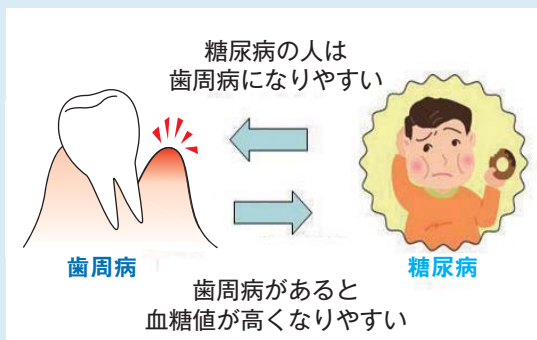 糖尿病の人は
歯周病になりやすい
歯周病
糖尿病
歯周病があると
血糖値が高くなりやすい